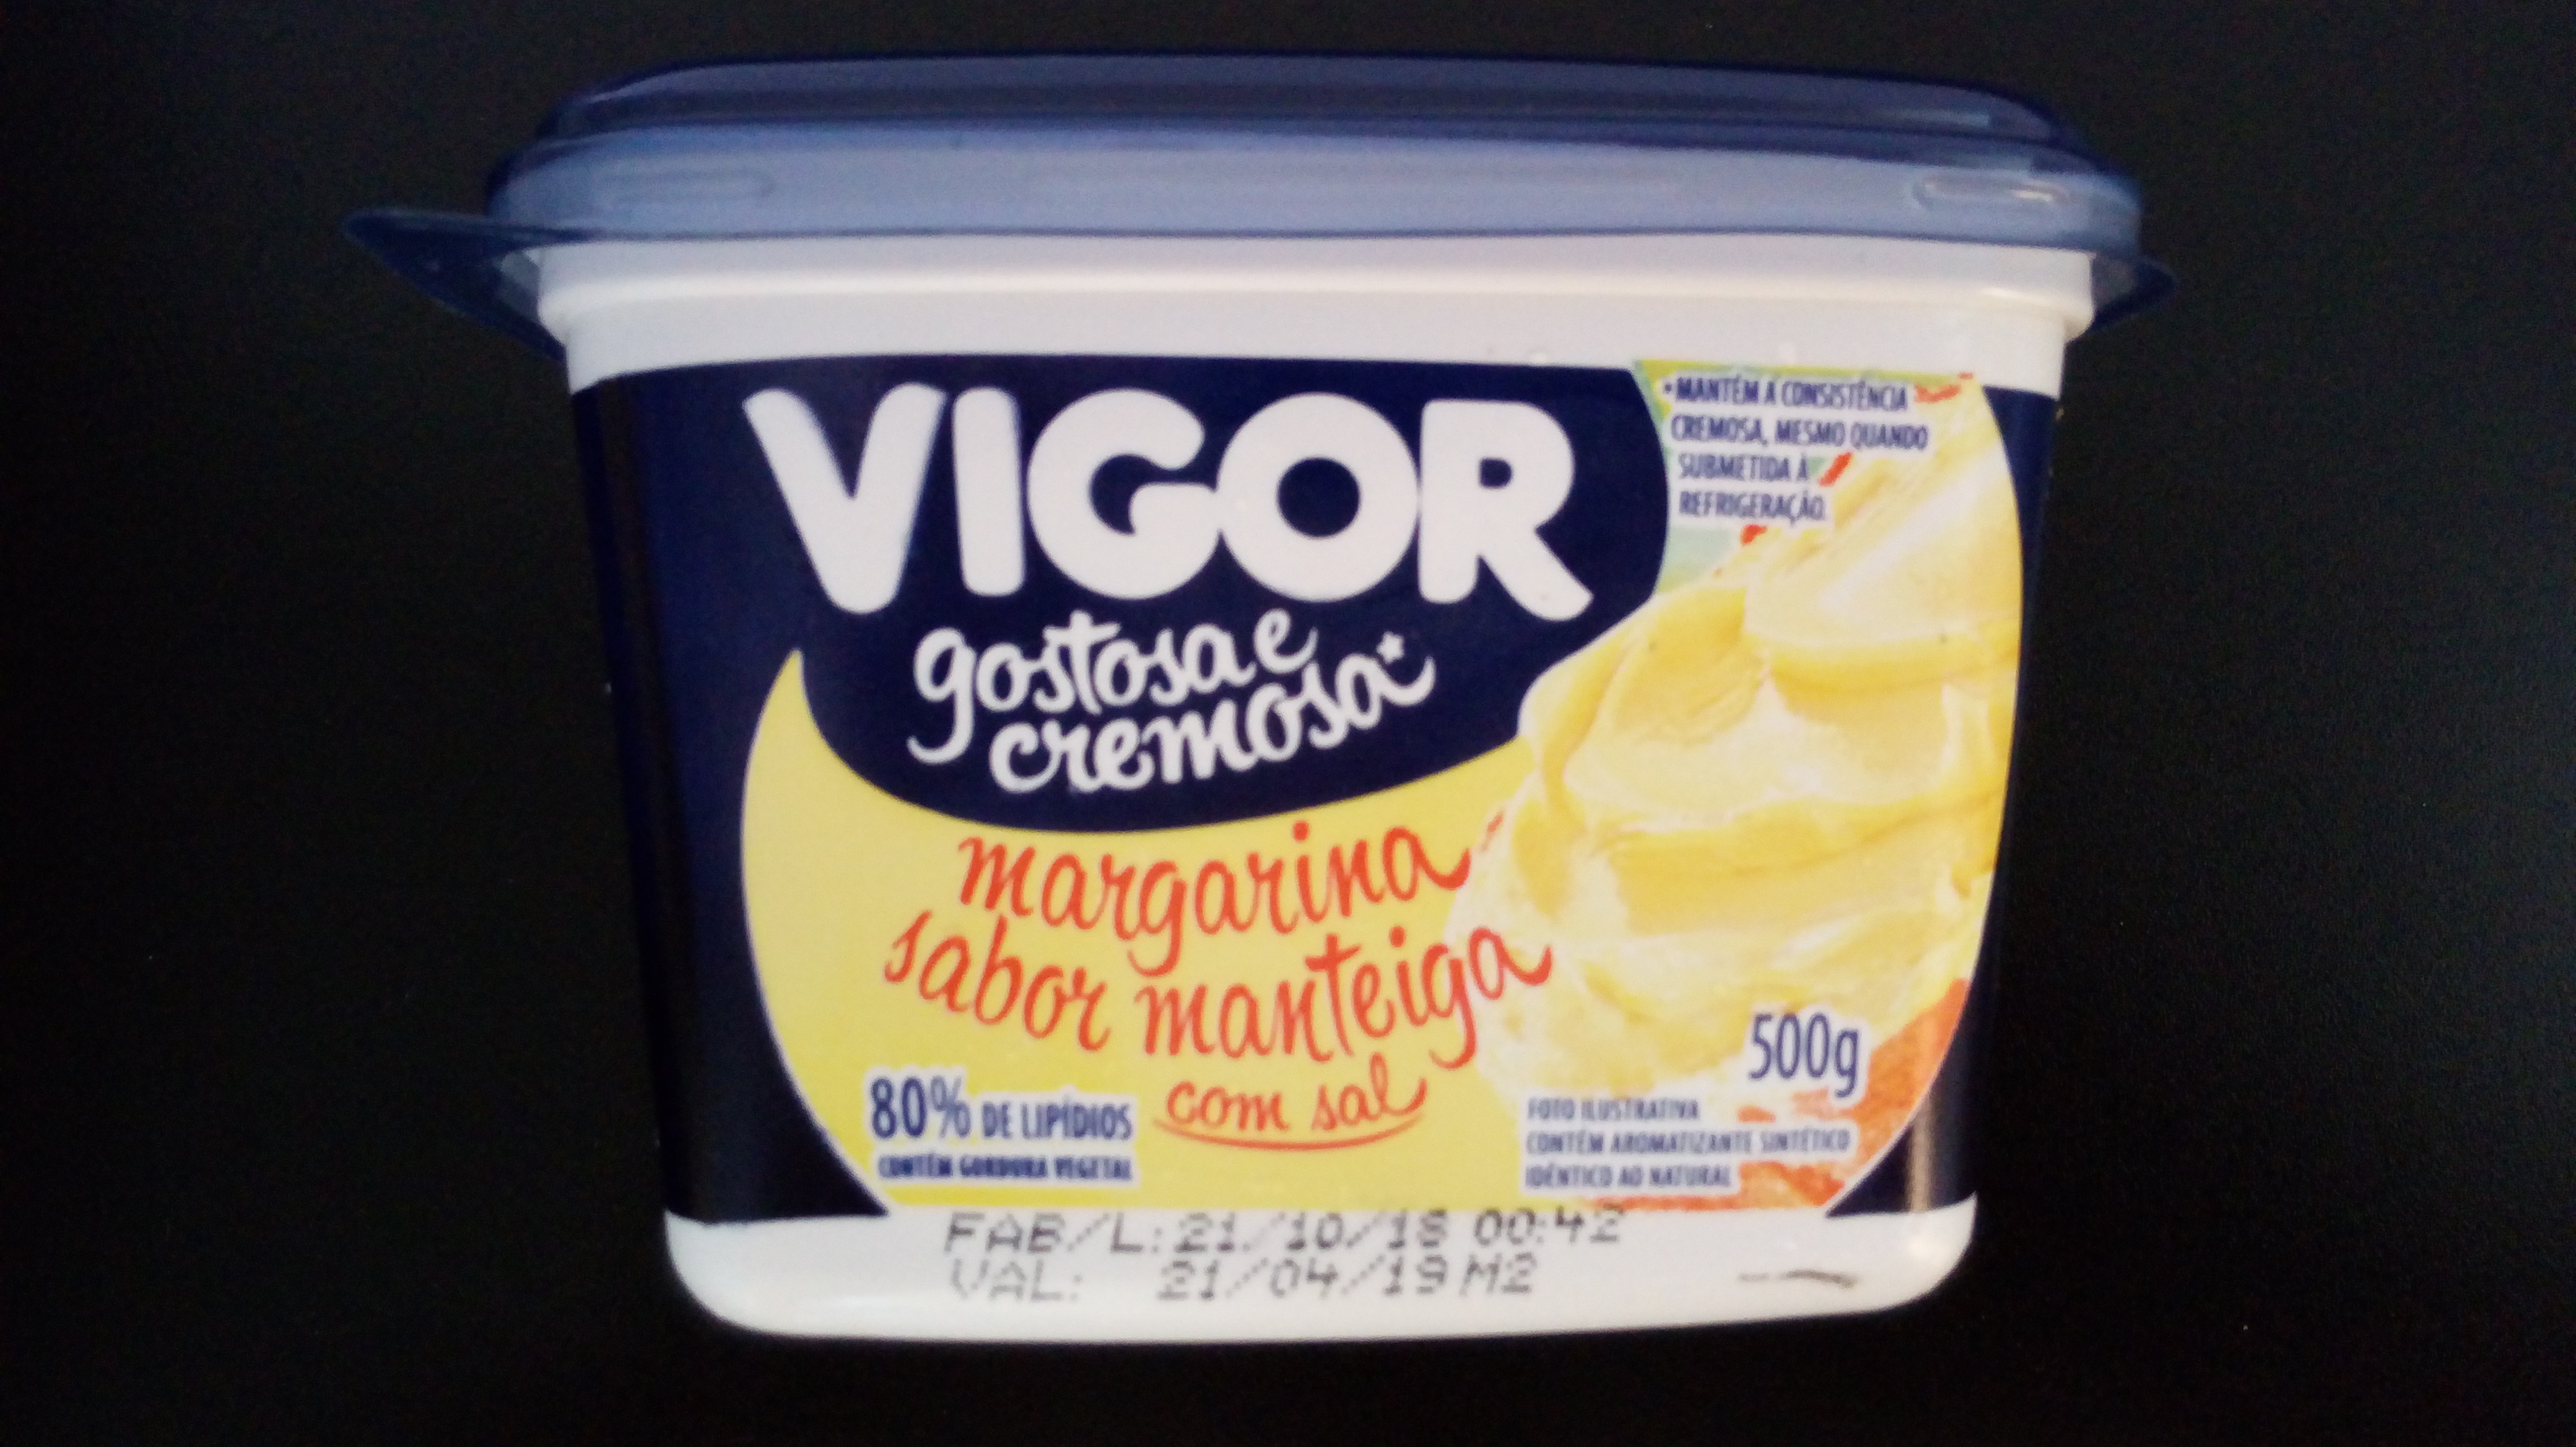 VIGOR
gostosa e
cremosa*
*MANTÉM A CONSISTÊNCIA
CREMOSA, MESMO QUANDO
SUBMETIDA À
REFRIGERAÇÃO.
margarina
sabor manteiga
com sal
80% DE LIPÍDIOS
CONTÉM GORDURA VEGETAL
500g
FOTO ILUSTRATIVA
CONTÉM AROMATIZANTE SINTÉTICO
IDÊNTICO AO NATURAL
FAB/L:21/10/18 00:42
VAL: 21/04/19 M2